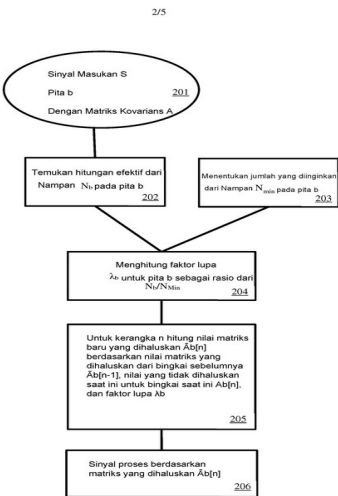 2/5
Sinyal Masukan S
Pita b
201
Dengan Matriks Kovarians A
Temukan hitungan efektif dari
Nampan Nb pada pita b
202
Menentukan jumlah yang diinginkan
dari Nampan Nmin pada pita b
203
Menghitung faktor lupa
λb untuk pita b sebagai rasio dari
Nb/NMin
204
Untuk kerangka n hitung nilai matriks
baru yang dihaluskan Āb[n]
berdasarkan nilai matriks yang
dihaluskan dari bingkai sebelumnya
Āb[n-1], nilai yang tidak dihaluskan
saat ini untuk bingkai saat ini Ab[n],
dan faktor lupa λb
205
Sinyal proses berdasarkan
matriks yang dihaluskan Āb[n]
206